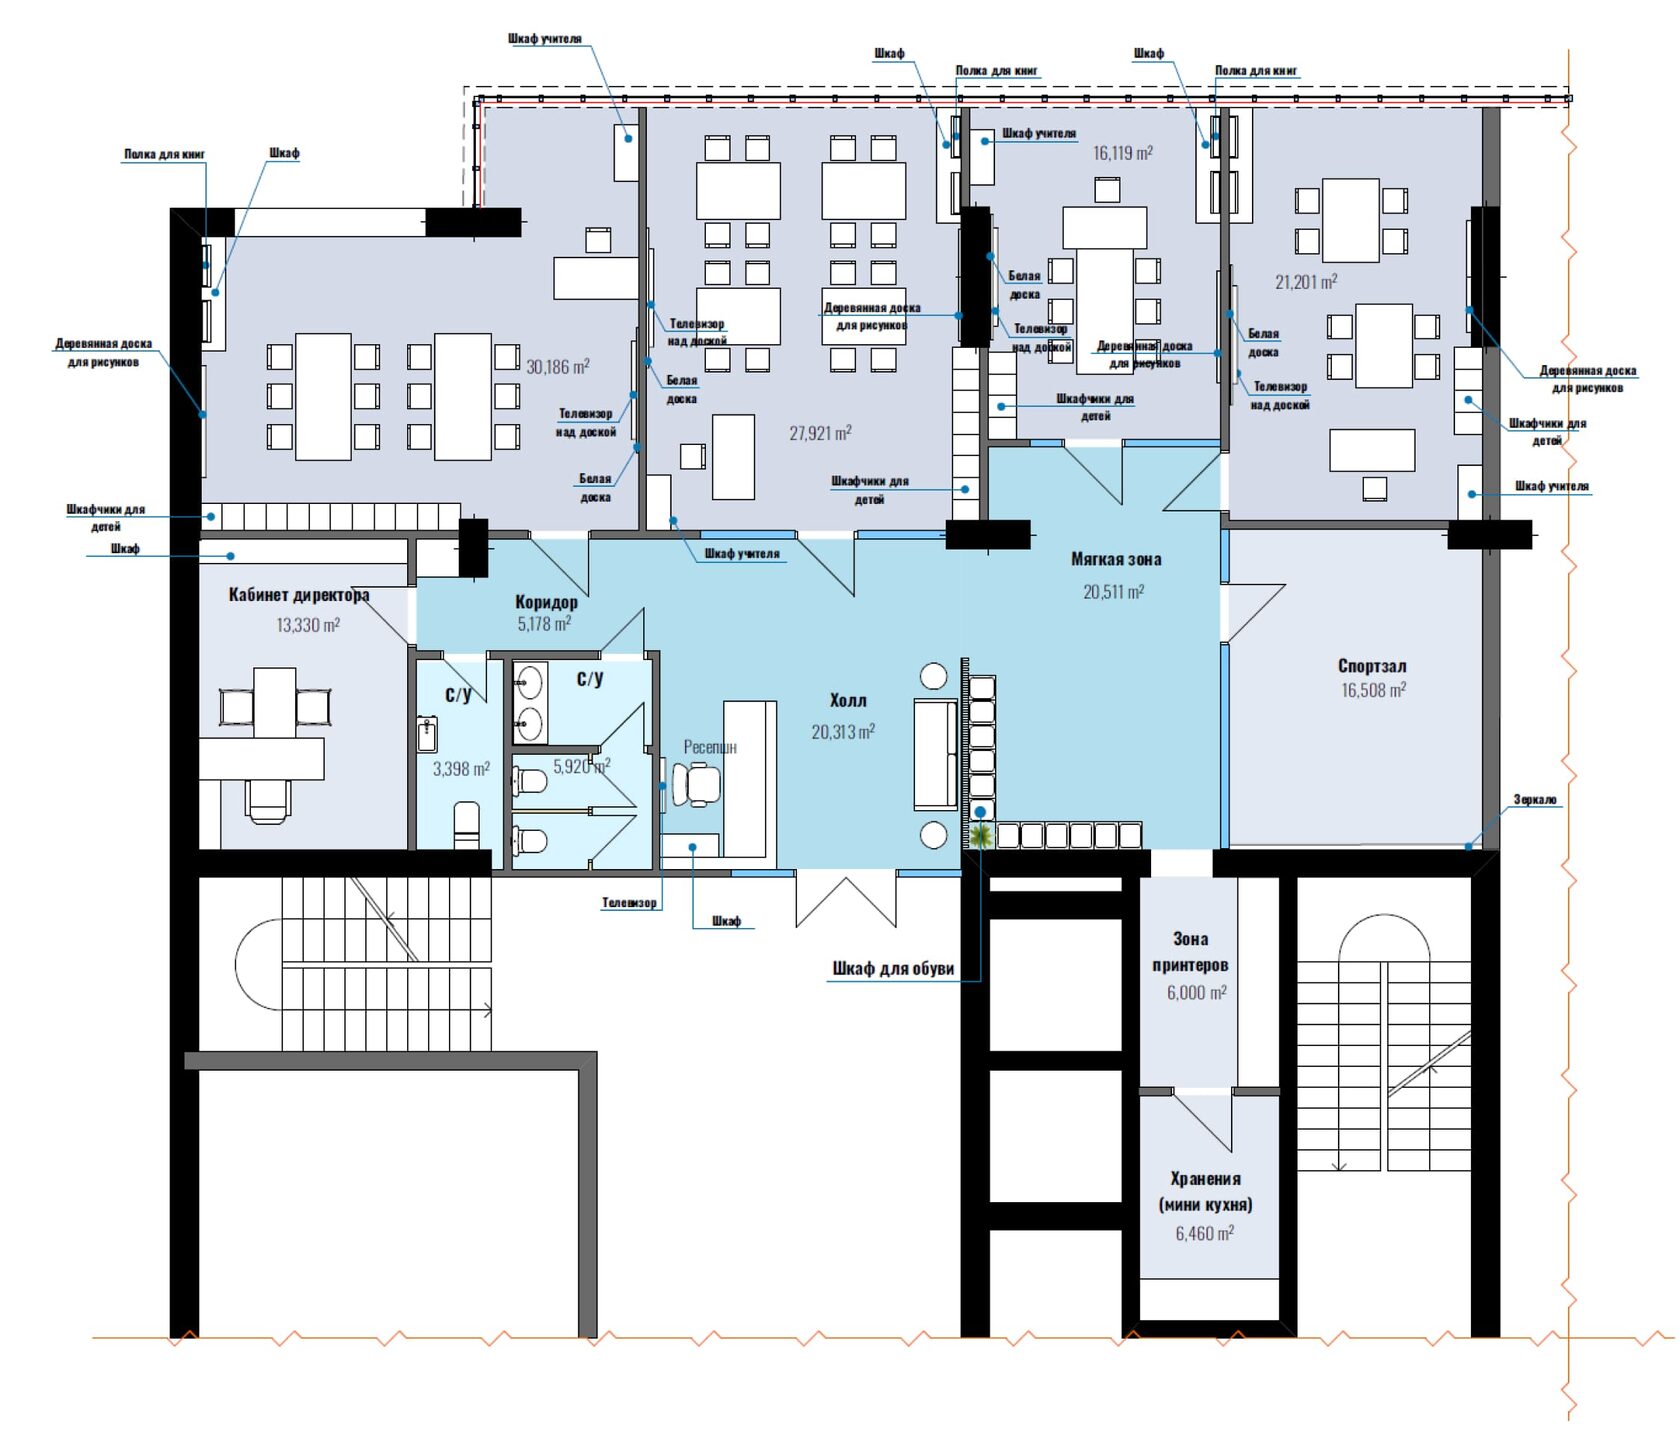 Шкаф учителя
Шкаф
Полка для книг
Шкаф
Полка для книг
Полка для книг
Шкаф
Шкаф учителя
16,119 m²
Деревянная доска
для рисунков
30,186 m²
Телевизор
над доской
Белая
доска
Шкафчики для
детей
Шкаф
Телевизор
над доской
Белая
доска
Деревянная доска
для рисунков
27,921 m²
Шкафчики для
детей
Шкаф учителя
Белая
доска
Телевизор
над доской
Деревянная доска
для рисунков
Шкафчики для
детей
21,201 m²
Белая
доска
Телевизор
над доской
Деревянная доска
для рисунков
Шкафчики для
детей
Шкаф учителя
Кабинет директора
13,330 m²
Коридор
5,178 m²
Мягкая зона
20,511 m²
Спортзал
16,508 m²
С/У
3,398 m²
С/У
5,920 m²
Холл
20,313 m²
Ресепшн
Зеркало
Телевизор
Шкаф
Шкаф для обуви
Зона
принтеров
6,000 m²
Хранения
(мини кухня)
6,460 m²